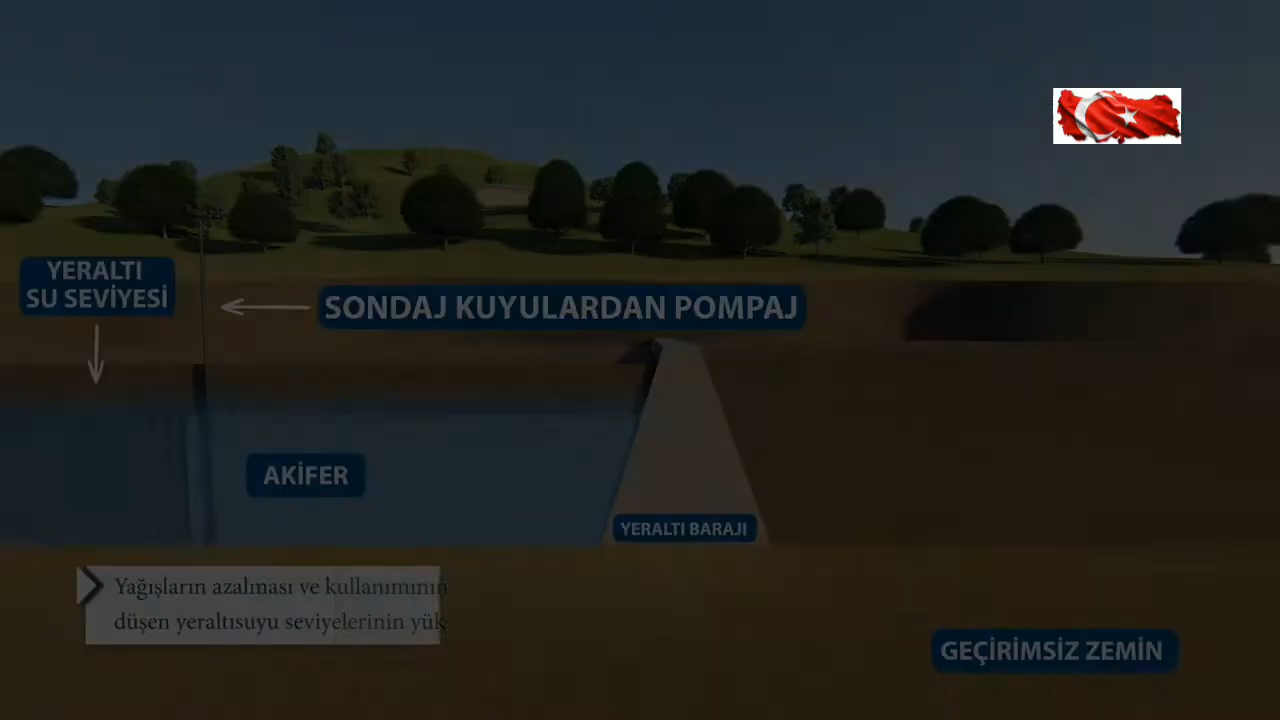 YERALTI
SU SEVİYESİ
SONDAJ KUYULARDAN POMPAJ
AKİFER
YERALTI BARAJI
Yağışların azalması ve kullanımının
düşen yeraltısuyu seviyelerinin yük
GEÇİRİMSİZ ZEMİN